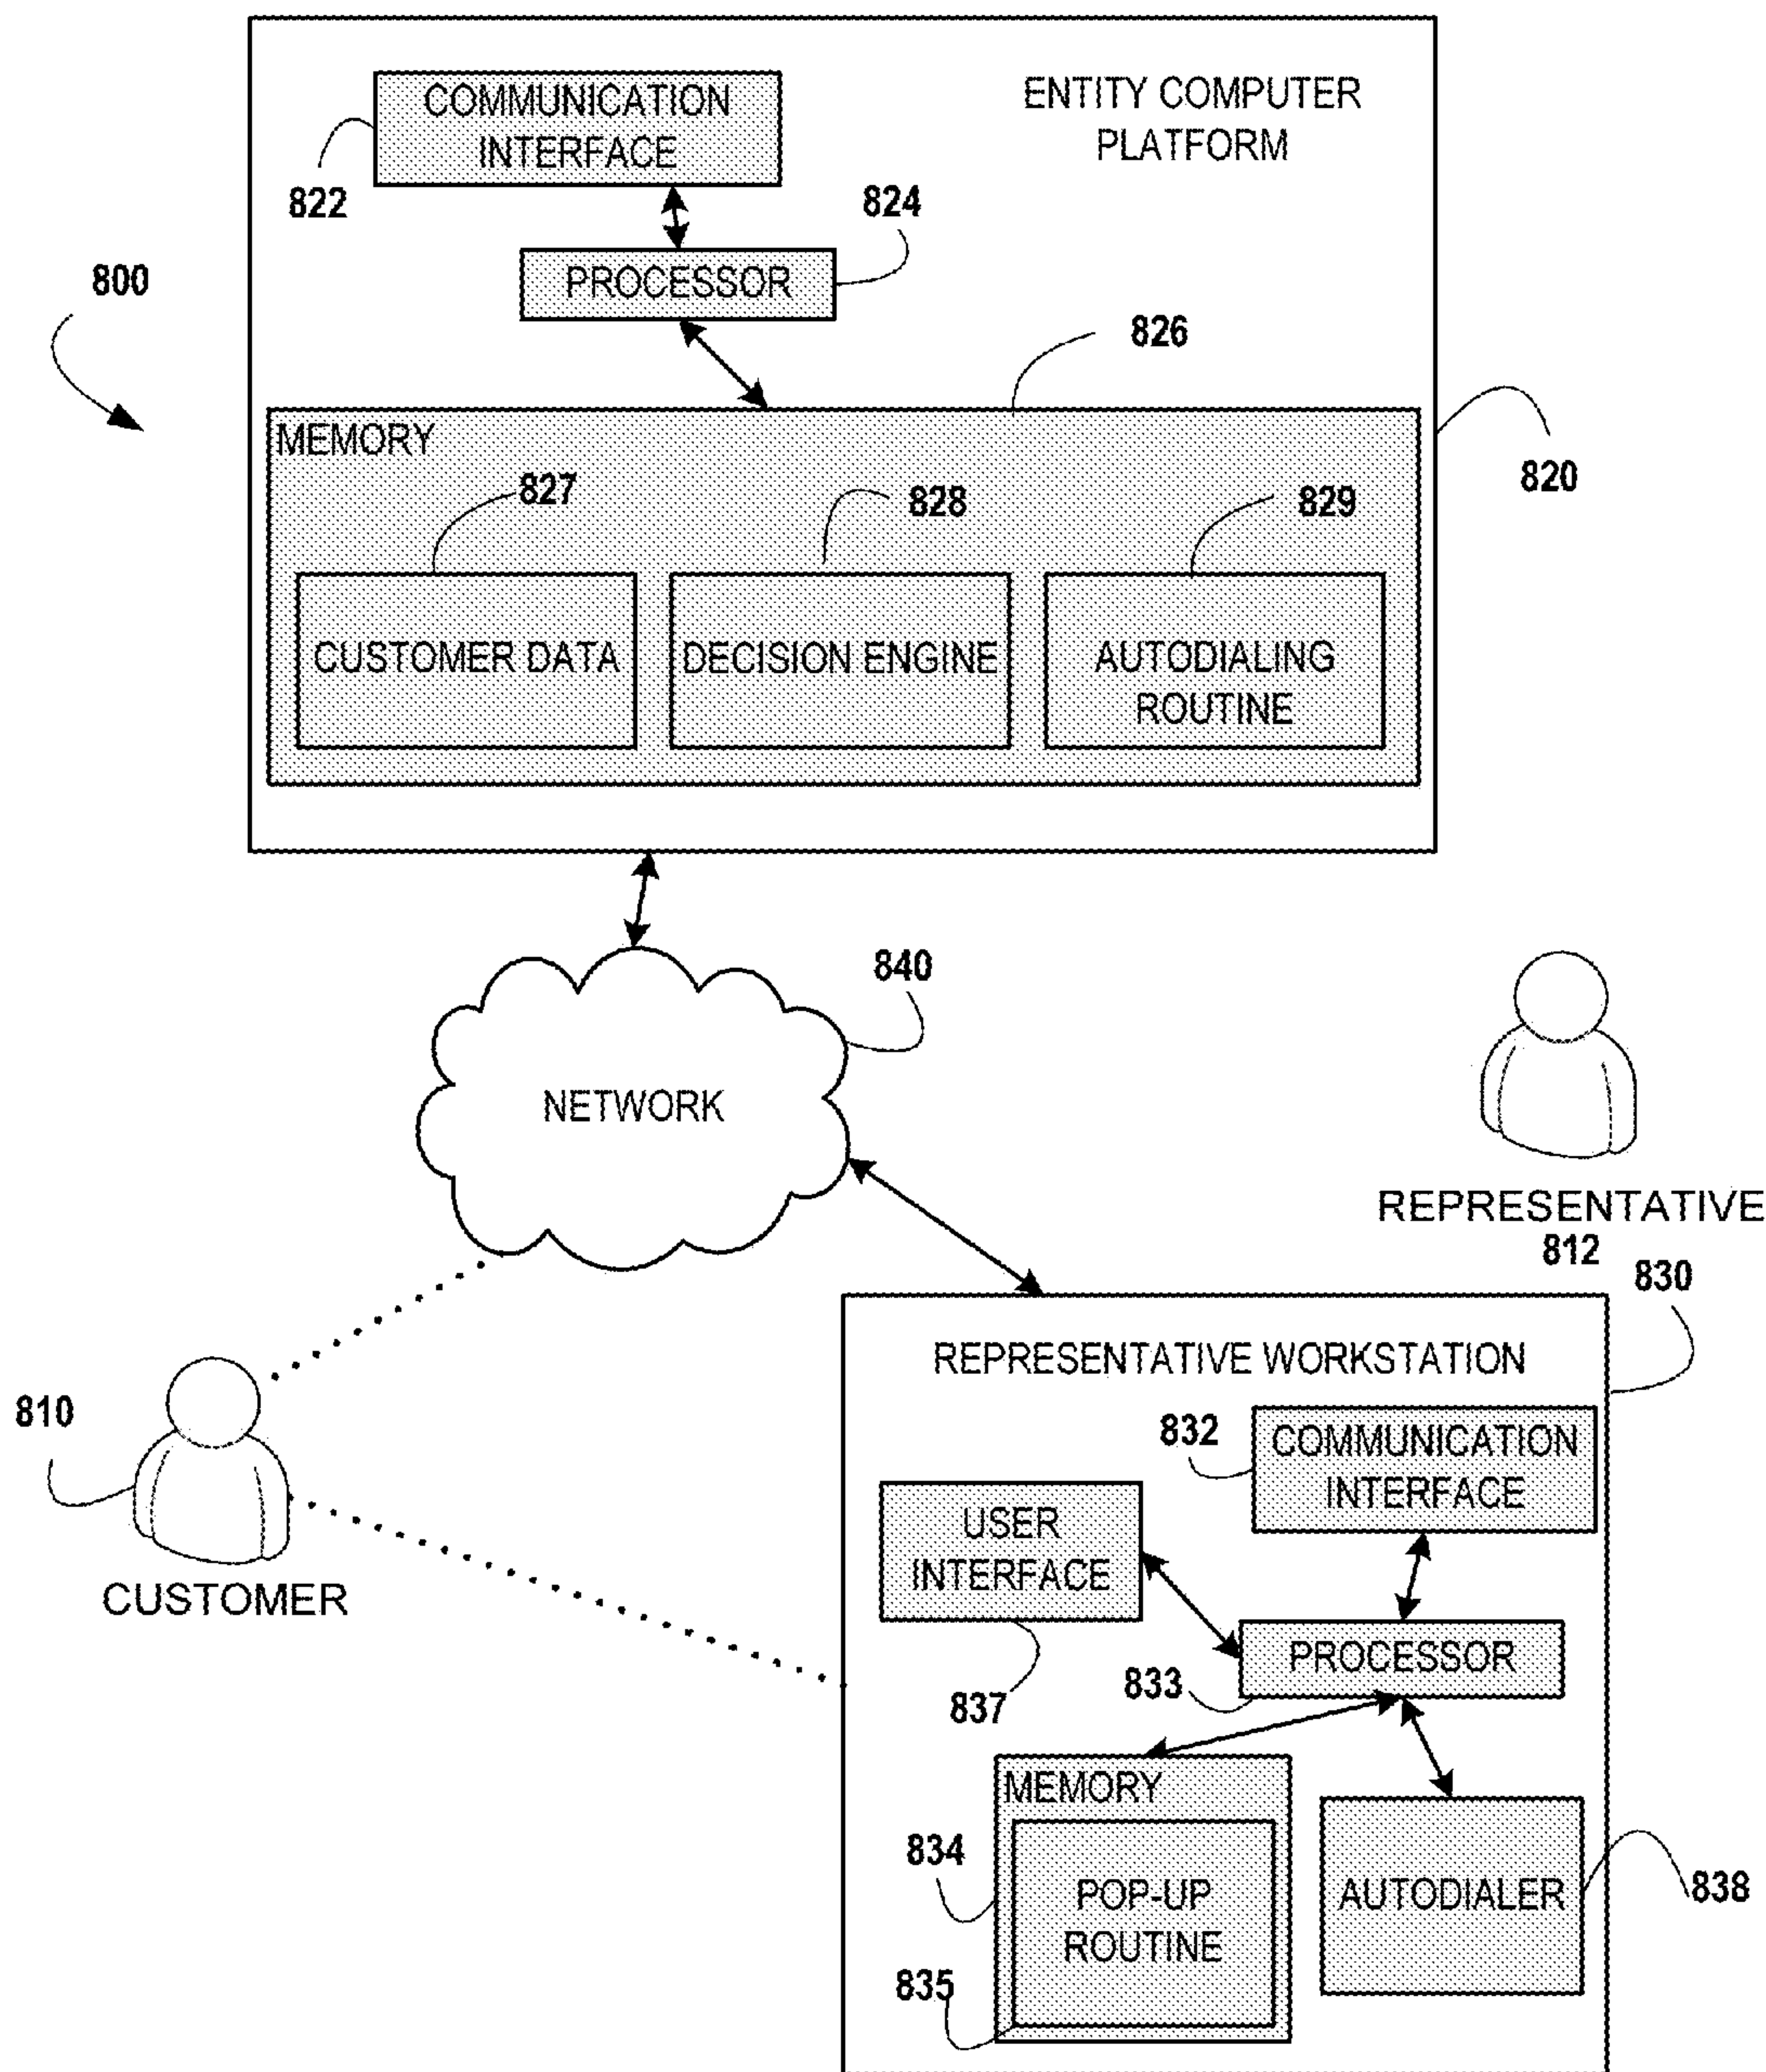 COMMUNICATION
INTERFACE
822
ENTITY COMPUTER
PLATFORM
824
PROCESSOR
800
826
MEMORY
820
827
828
829
CUSTOMER DATA
DECISION ENGINE
AUTODIALING
ROUTINE
840
NETWORK
REPRESENTATIVE
812
830
REPRESENTATIVE WORKSTATION
810
CUSTOMER
832
COMMUNICATION
INTERFACE
USER
INTERFACE
837
PROCESSOR
833
MEMORY
834
POP-UP
ROUTINE
835
AUTODIALER
838